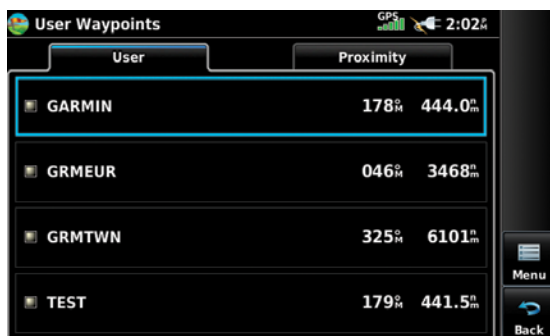 User Waypoints GPS 2:02AM
User Proximity
GARMIN 178°M 444.0nm
GRMEUR 046°M 3468nm
GRMTWN 325°M 6101nm
Menu
TEST 179°M 441.5nm
Back